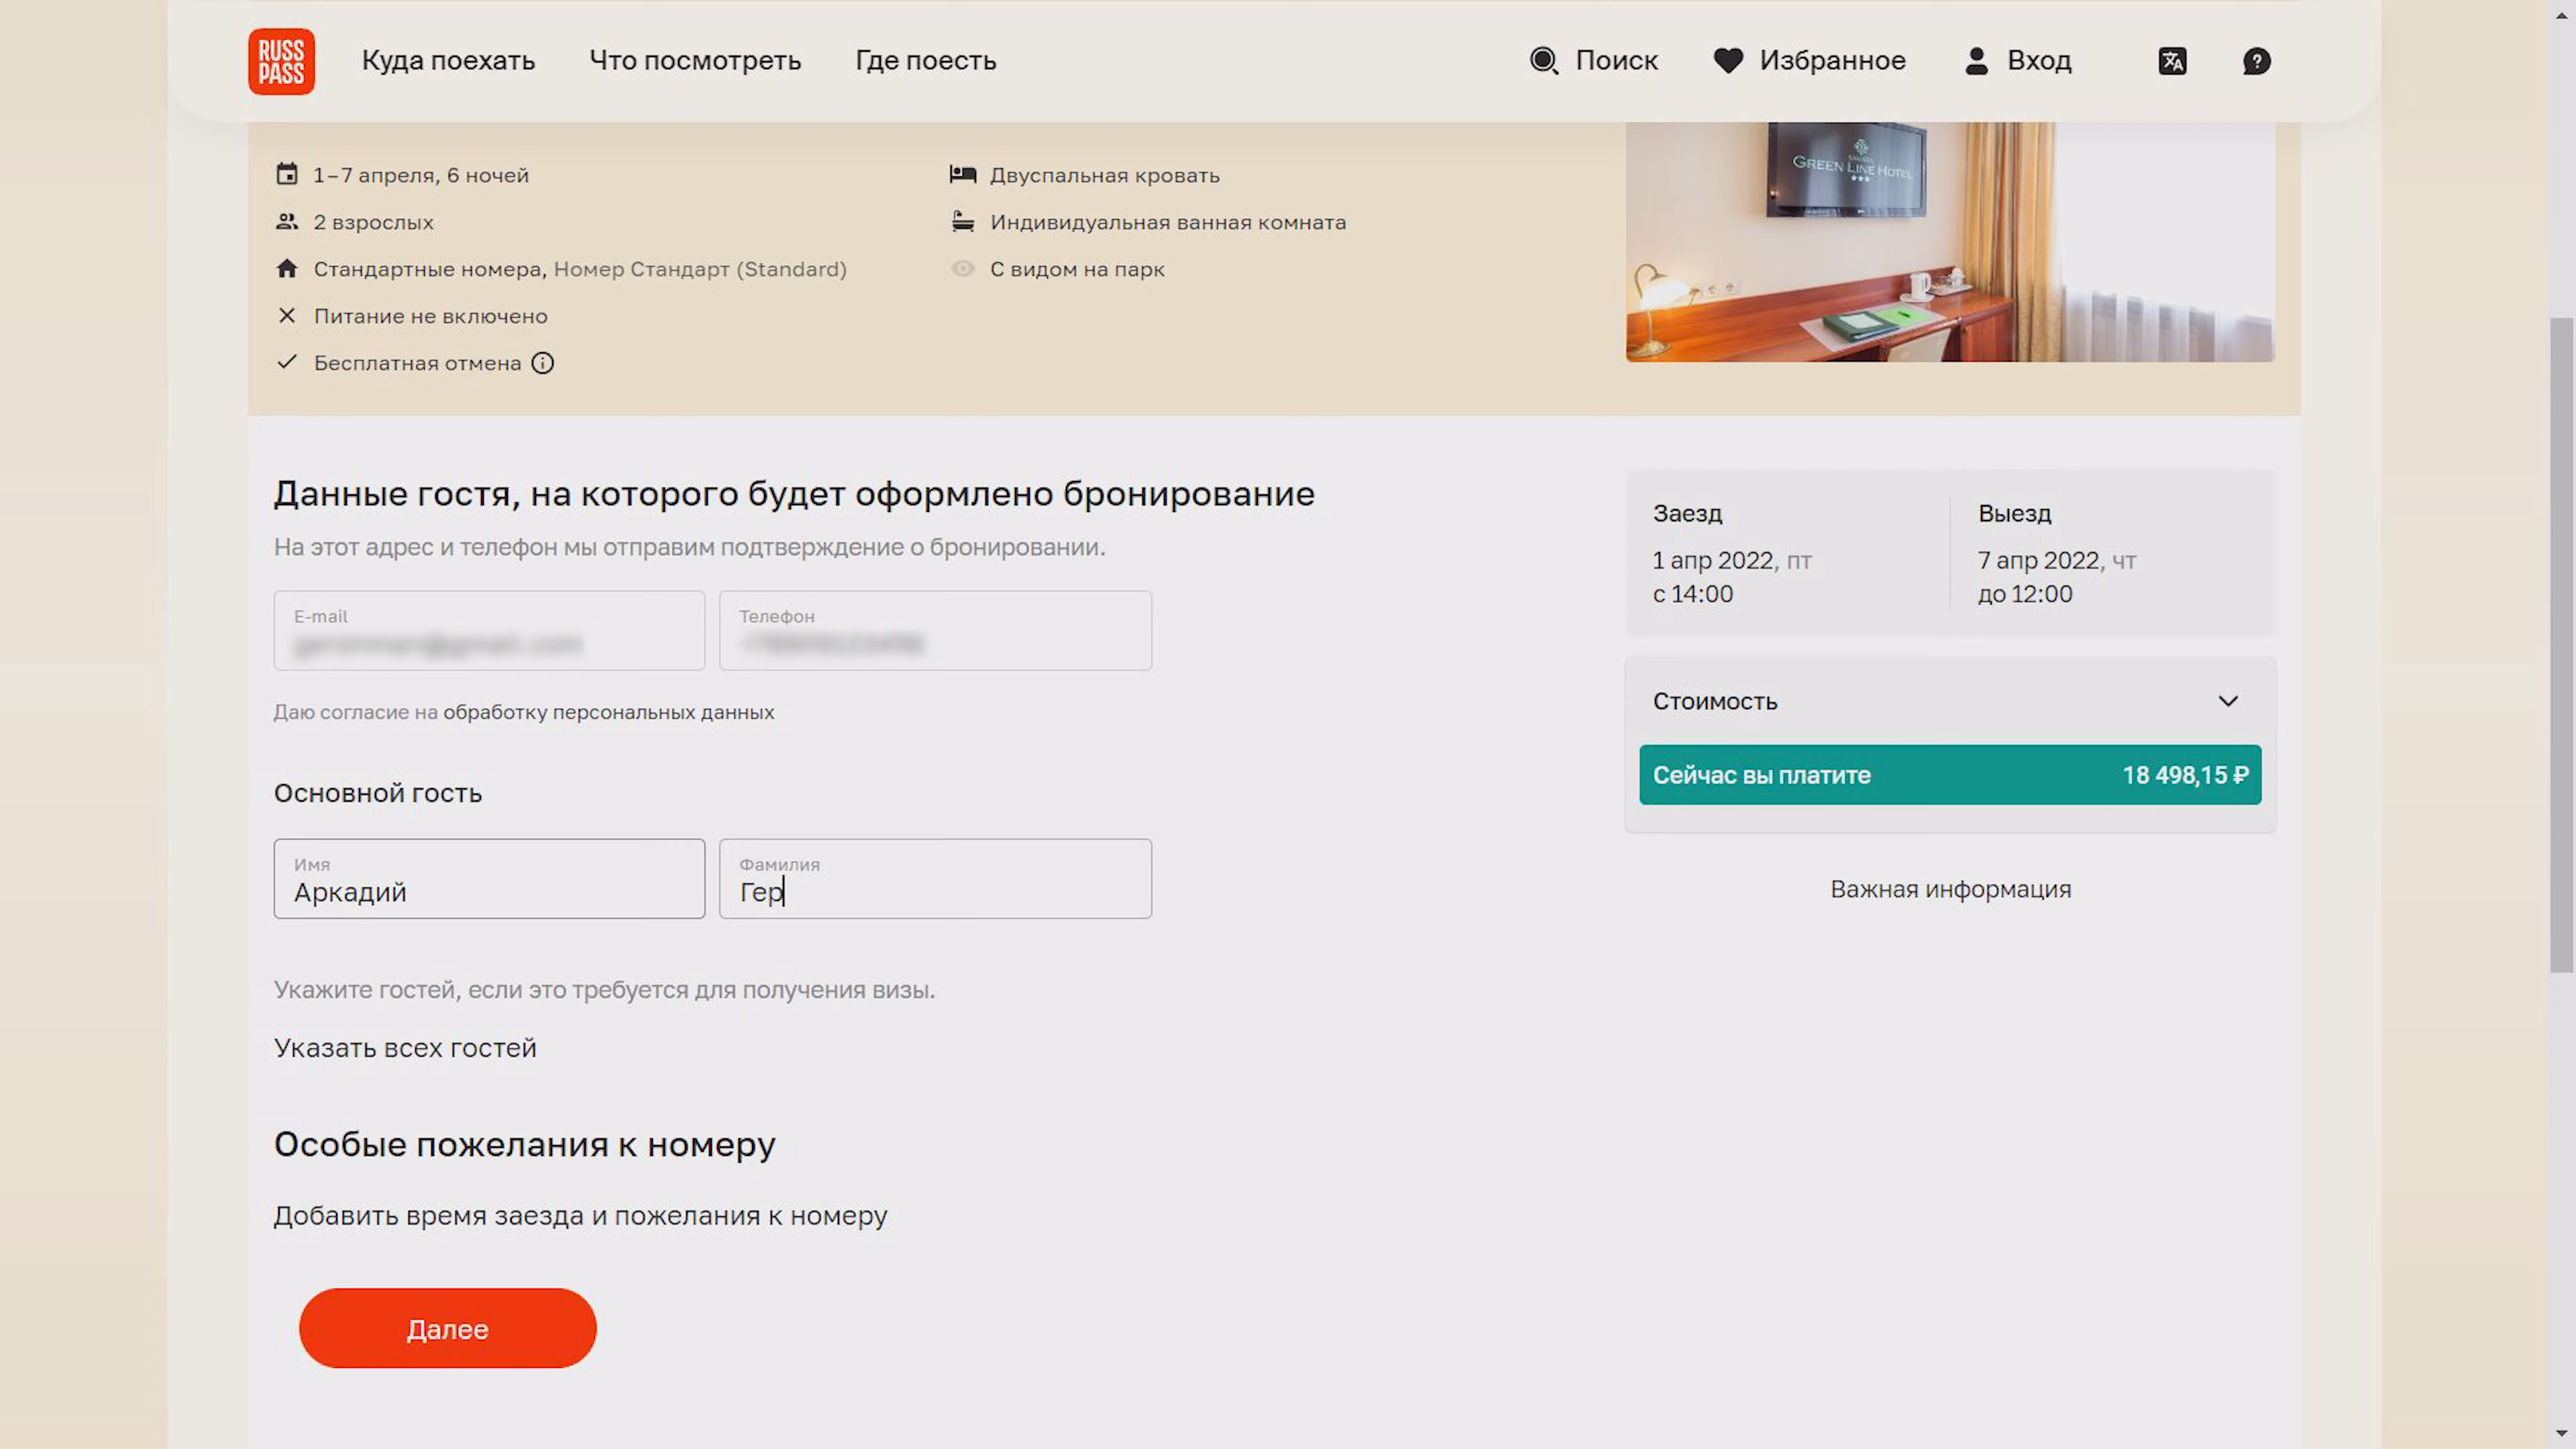 RUSS PASS
Куда поехать
Что посмотреть
Где поесть
Поиск
Избранное
Вход
1–7 апреля, 6 ночей
2 взрослых
Стандартные номера, Номер Стандарт (Standard)
Питание не включено
Бесплатная отмена
Двуспальная кровать
Индивидуальная ванная комната
С видом на парк
GREEN LINE HOTEL
Данные гостя, на которого будет оформлено бронирование
На этот адрес и телефон мы отправим подтверждение о бронировании.
E-mail
Телефон
Даю согласие на обработку персональных данных
Основной гость
Имя
Аркадий
Фамилия
Гер
Укажите гостей, если это требуется для получения визы.
Указать всех гостей
Особые пожелания к номеру
Добавить время заезда и пожелания к номеру
Далее
Заезд
1 апр 2022, пт
с 14:00
Выезд
7 апр 2022, чт
до 12:00
Стоимость
Сейчас вы платите 18 498,15 ₽
Важная информация